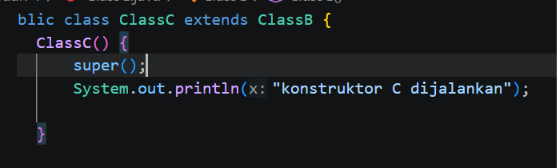 blic class ClassC extends ClassB {
ClassC() {
super();
System.out.println(x: "konstruktor C dijalankan");
}